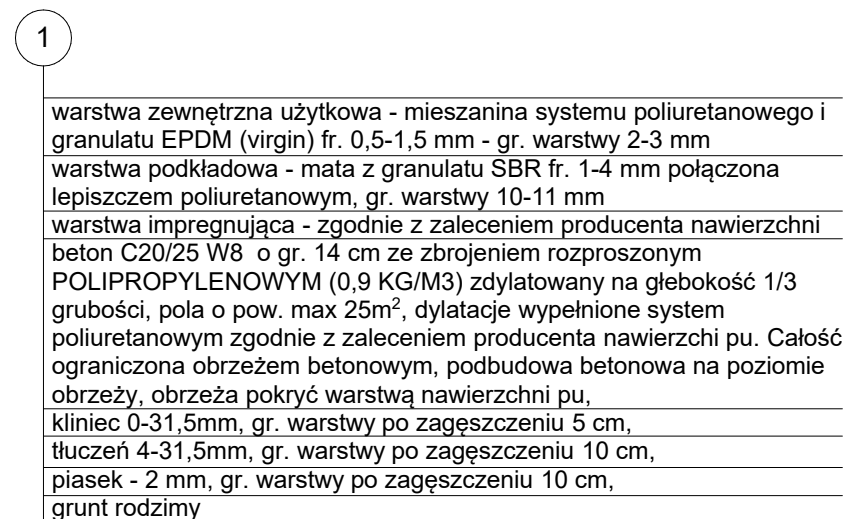 1
warstwa zewnętrzna użytkowa - mieszanina systemu poliuretanowego i
granulatu EPDM (virgin) fr. 0,5-1,5 mm - gr. warstwy 2-3 mm
warstwa podkładowa - mata z granulatu SBR fr. 1-4 mm połączona
lepiszczem poliuretanowym, gr. warstwy 10-11 mm
warstwa impregnująca - zgodnie z zaleceniem producenta nawierzchni
beton C20/25 W8 o gr. 14 cm ze zbrojeniem rozproszonym
POLIPROPYLENOWYM (0,9 KG/M3) zdylatowany na głebokość 1/3
grubości, pola o pow. max 25m², dylatacje wypełnione system
poliuretanowym zgodnie z zaleceniem producenta nawierzchi pu. Całość
ograniczona obrzeżem betonowym, podbudowa betonowa na poziomie
obrzeży, obrzeża pokryć warstwą nawierzchni pu,
kliniec 0-31,5mm, gr. warstwy po zagęszczeniu 5 cm,
tłuczeń 4-31,5mm, gr. warstwy po zagęszczeniu 10 cm,
piasek - 2 mm, gr. warstwy po zagęszczeniu 10 cm,
grunt rodzimy